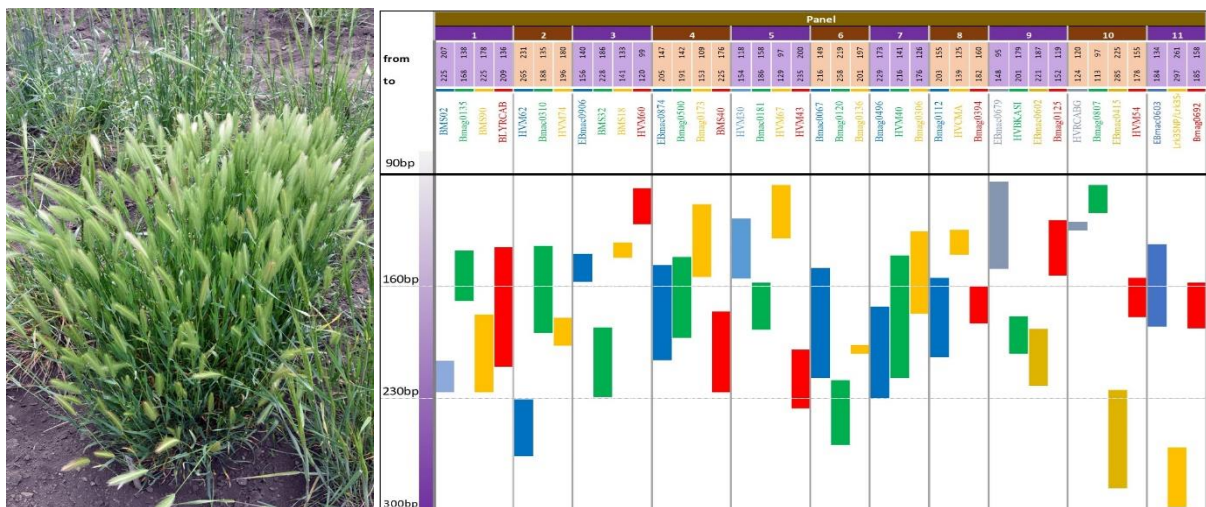 Panel
1 2 3 4 5 6 7 8 9 10 11
from 207 138 178 136 231 135 180 140 186 133 99 147 142 109 176 118 158 97 200 149 219 197 173 141 126 155 125 160 95 179 187 119 120 97 225 155 134 261 158
to 225 168 225 209 265 188 196 156 228 141 120 205 191 153 225 154 186 129 235 216 258 201 229 216 176 203 139 182 148 201 221 152 124 113 285 178 184 297 185
BMS02 Bmag0135 BMS90 BLYRCAB HVM62 Bmac0310 HVM74 EBmac0906 BMS32 BMS18 HVM60 EBmac0874 Bmag0500 Bmag0173 BMS40 HVM30 Bmac0181 HVM67 HVM43 Bmac0067 Bmag0120 Bmag0136 Bmag0496 HVM40 Bmag0306 Bmag0112 HVCMA Bmag0394 EBmac0679 HVBKASI EBmac0602 Bmag0125 HVRCABG Bmag0807 EBmac0415 HVM54 EBmac0603 Bmag0692
90bp
160bp
230bp
300bp